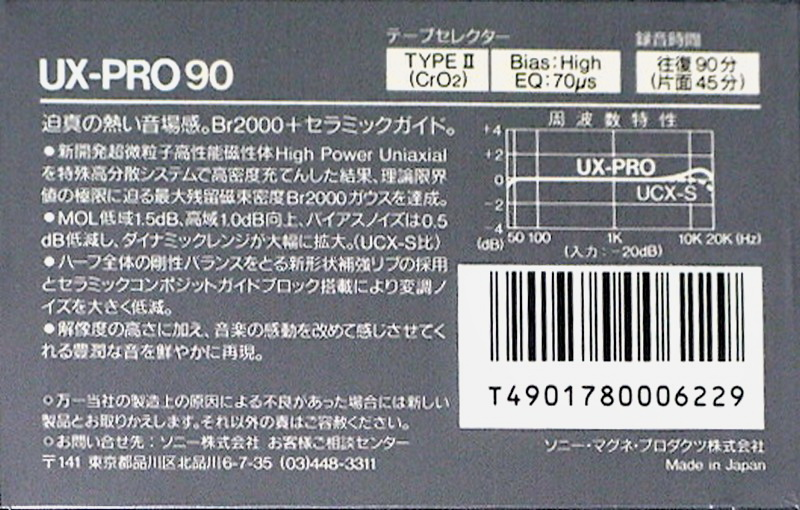 UX-PRO 90
テープセレクター
TYPE II
(CrO2)
Bias:High
EQ:70μs
録音時間
往復90分
(片面45分)
迫真の熱い音場感。Br2000+セラミックガイド。
●新開発超微粒子高性能磁性体High Power Uniaxial
を特殊高分散システムで高密度充てんした結果、理論限界
値の極限に迫る最大残留磁束密度Br2000ガウスを達成。
●MOL低域1.5dB、高域1.0dB向上、バイアスノイズは0.5
dB低減し、ダイナミックレンジが大幅に拡大。(UCX-S比)
●ハーフ全体の剛性バランスをとる新形状補強リブの採用
とセラミックコンポジットガイドブロック搭載により変調ノ
イズを大きく低減。
●解像度の高さに加え、音楽の感動を改めて感じさせてく
れる豊潤な音を鮮やかに再現。
○万一当社の製造上の原因による不良があった場合には新しい
製品とお取りかえします。それ以外の責はご容赦ください。
○お問い合せ先:ソニー株式会社 お客様ご相談センター
〒141 東京都品川区北品川6-7-35 (03)448-3311
周波数特性
+4
+2
0
-2
-4
(dB)
UX-PRO
UCX-S
50 100 1K 10K 20K (Hz)
(入力:-20dB)
T4901780006229
ソニー・マグネ・プロダクツ株式会社
Made in Japan